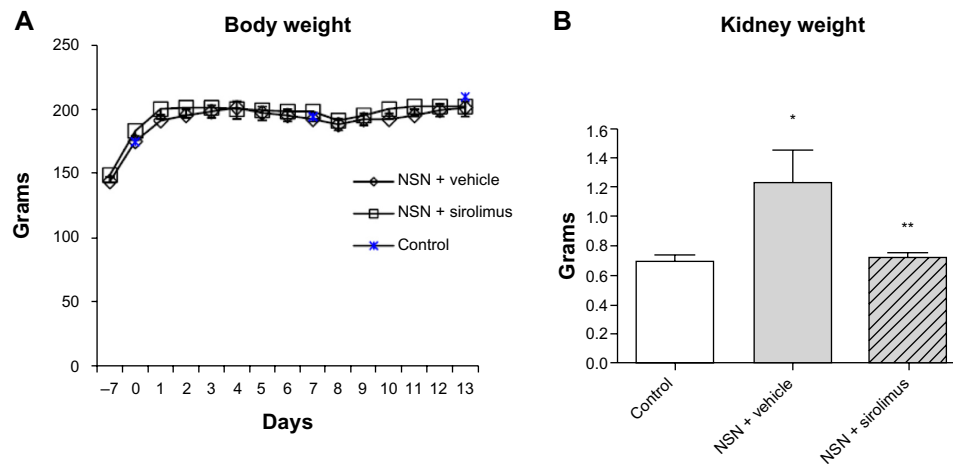 A
Body weight
250
200
150
100
50
0
Grams
–7 0 1 2 3 4 5 6 7 8 9 10 11 12 13
Days
NSN + vehicle
NSN + sirolimus
Control
B
Kidney weight
1.6
1.4
1.2
1.0
0.8
0.6
0.4
0.2
0.0
Grams
*
**
Control
NSN + vehicle
NSN + sirolimus